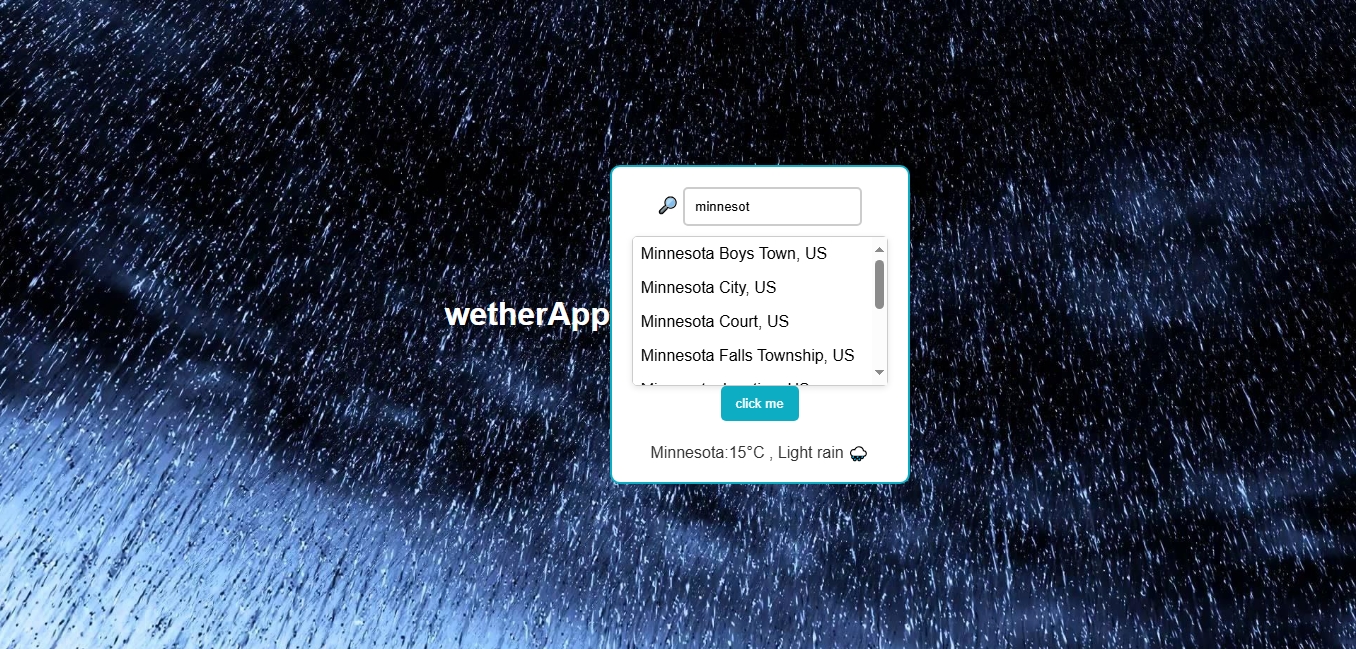 minnesot
Minnesota Boys Town, US
Minnesota City, US
wetherApp
Minnesota Court, US
Minnesota Falls Township, US
click me
Minnesota:15°C , Light rain